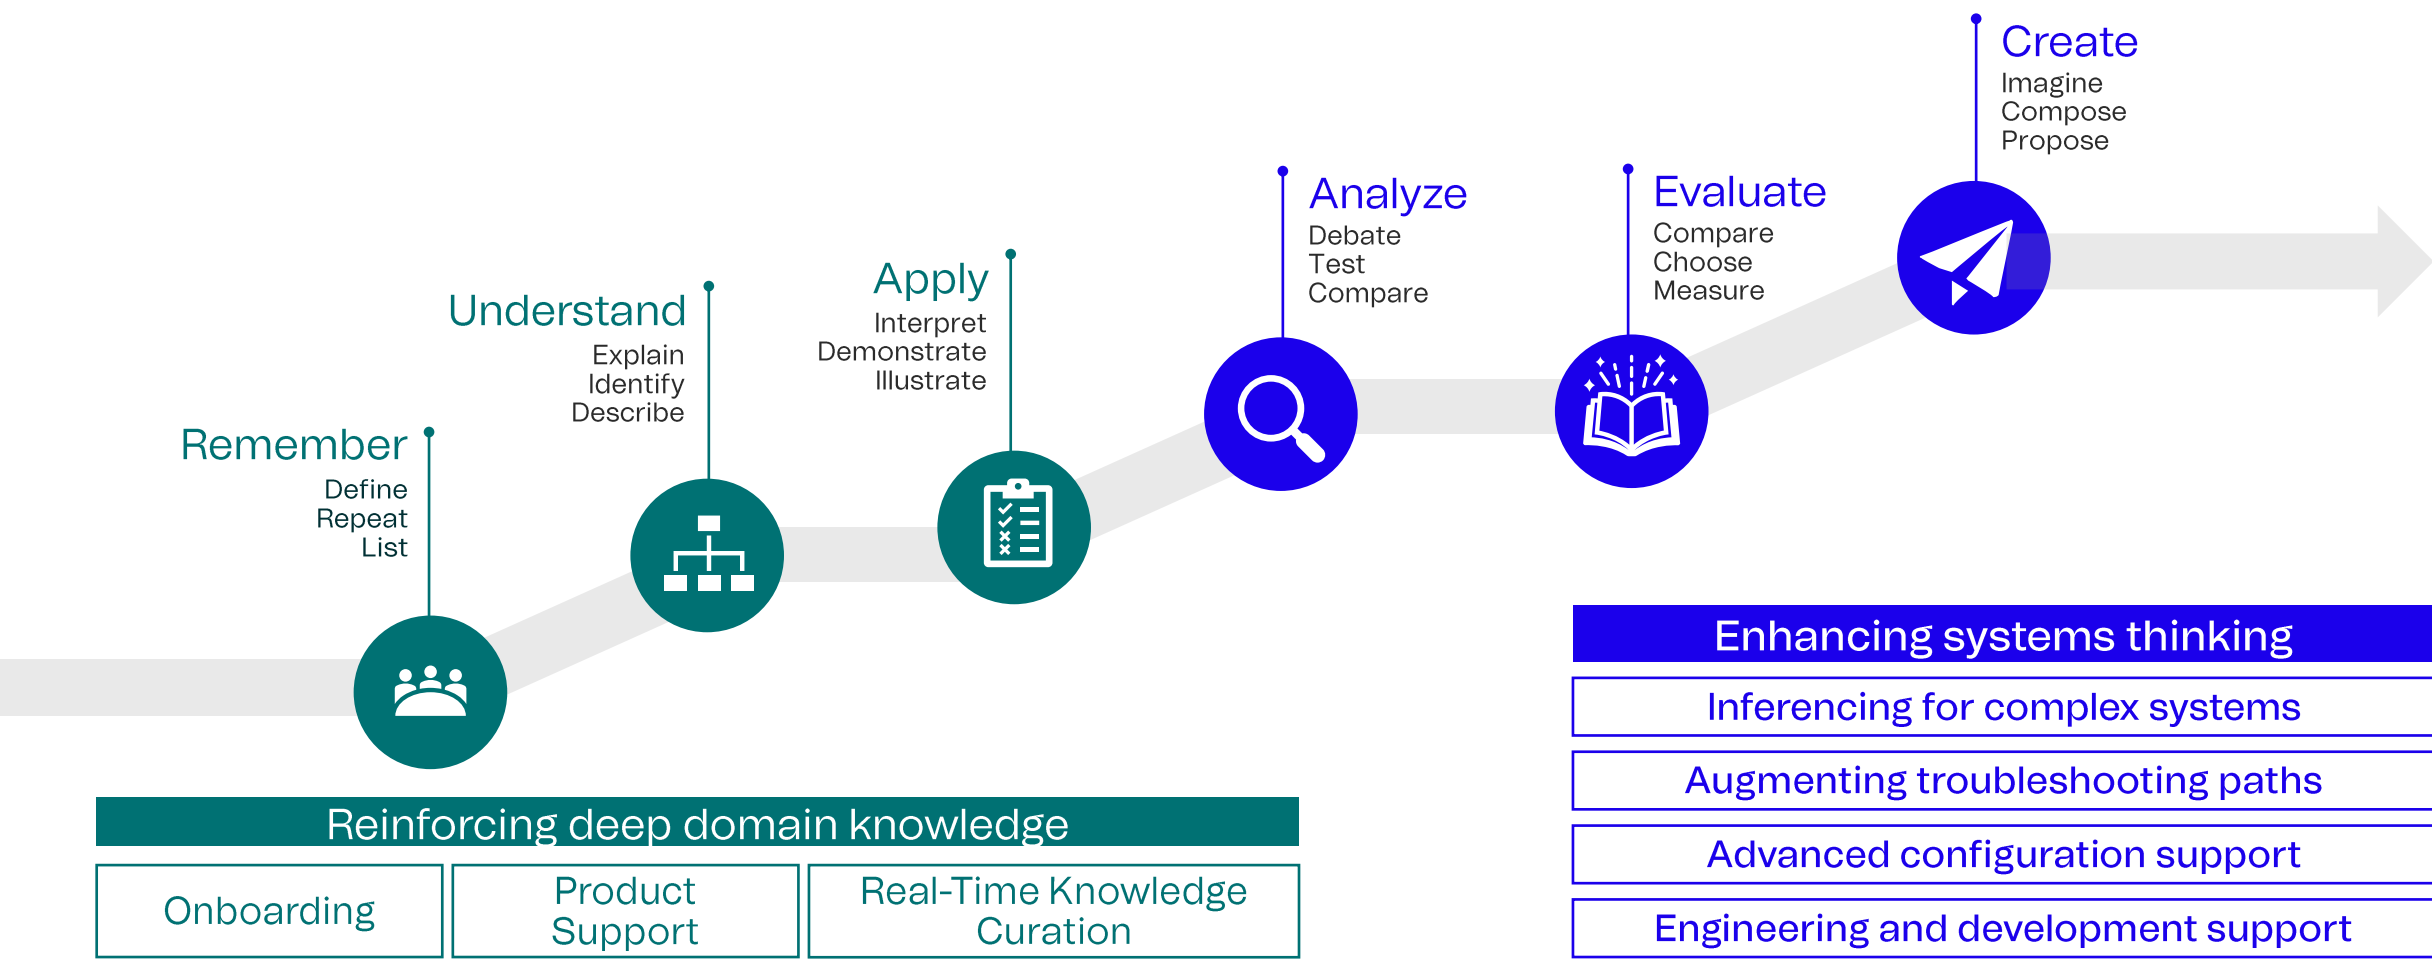 Remember
Define
Repeat
List
Understand
Explain
Identify
Describe
Apply
Interpret
Demonstrate
Illustrate
Analyze
Debate
Test
Compare
Evaluate
Compare
Choose
Measure
Create
Imagine
Compose
Propose
Reinforcing deep domain knowledge
Onboarding
Product
Support
Real-Time Knowledge
Curation
Enhancing systems thinking
Inferencing for complex systems
Augmenting troubleshooting paths
Advanced configuration support
Engineering and development support